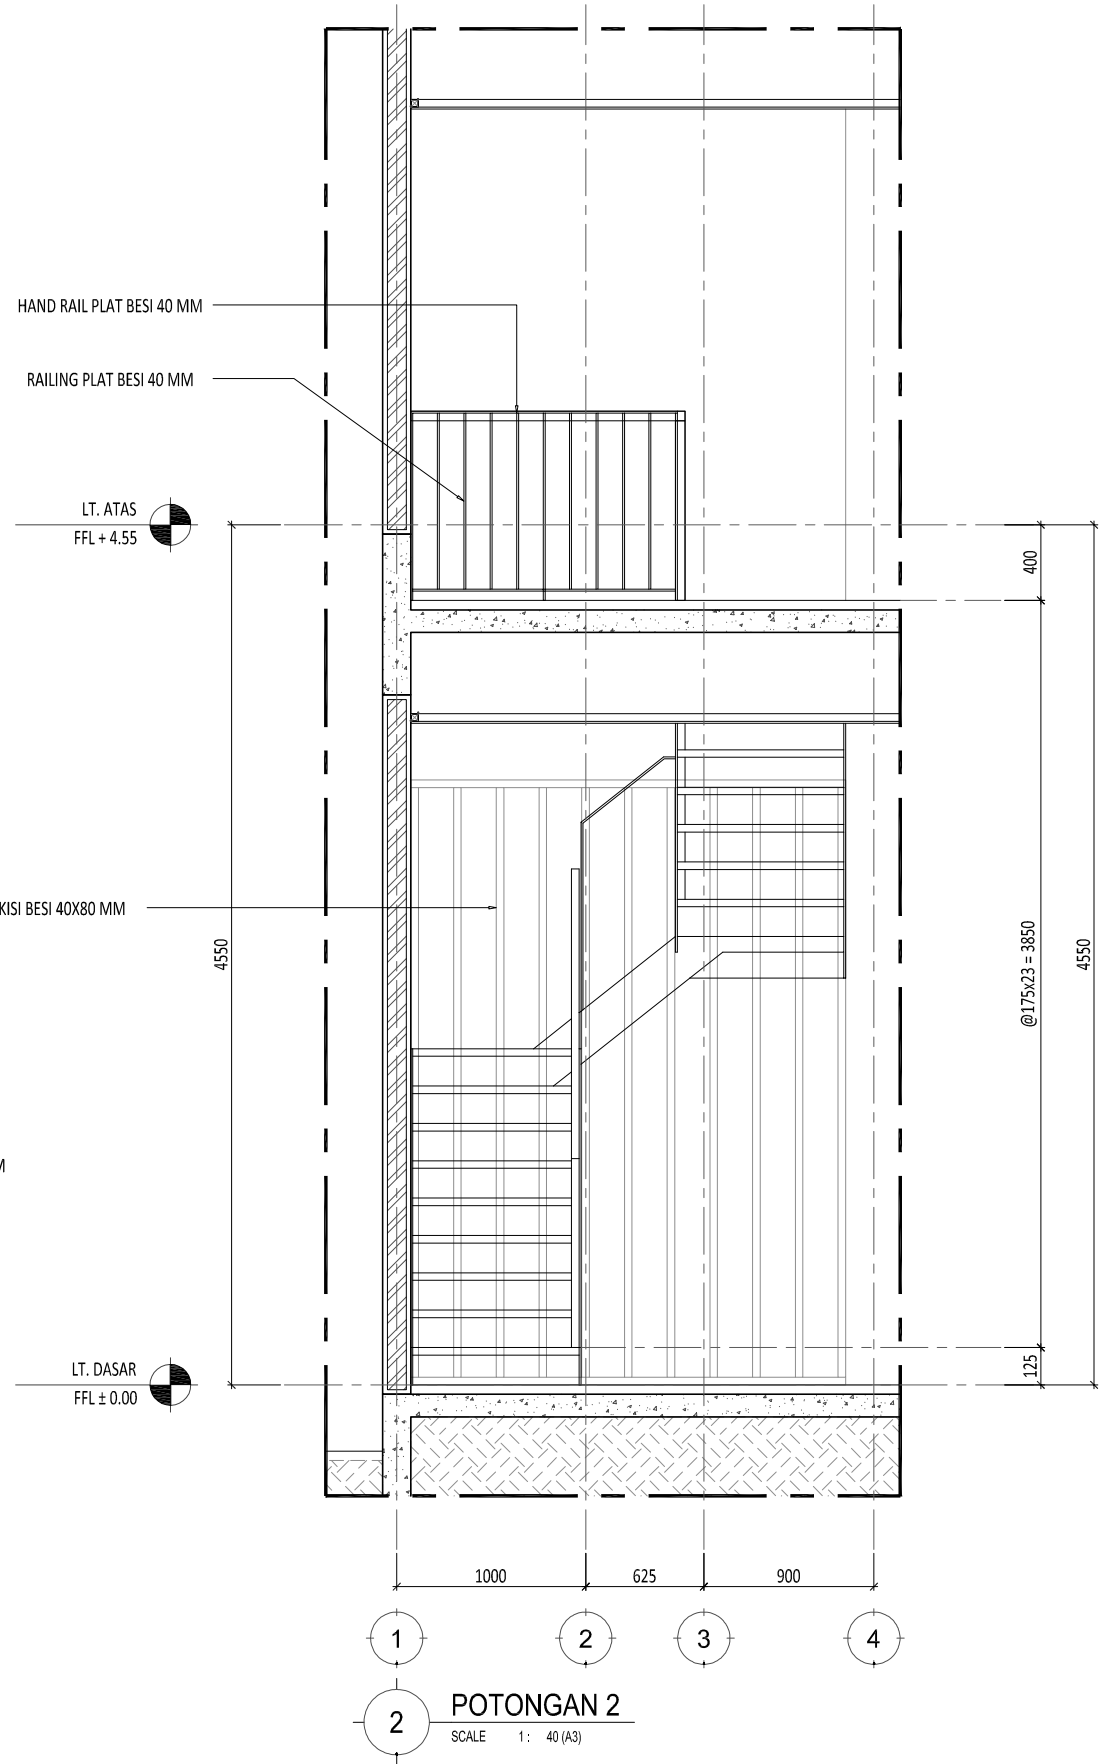 HAND RAIL PLAT BESI 40 MM
RAILING PLAT BESI 40 MM
LT. ATAS
FFL + 4.55
400
KISI BESI 40X80 MM
4550
@175x23 = 3850
4550
M
LT. DASAR
FFL ± 0.00
125
1000
625
900
1
2
3
4
2
POTONGAN 2
SCALE 1 : 40 (A3)